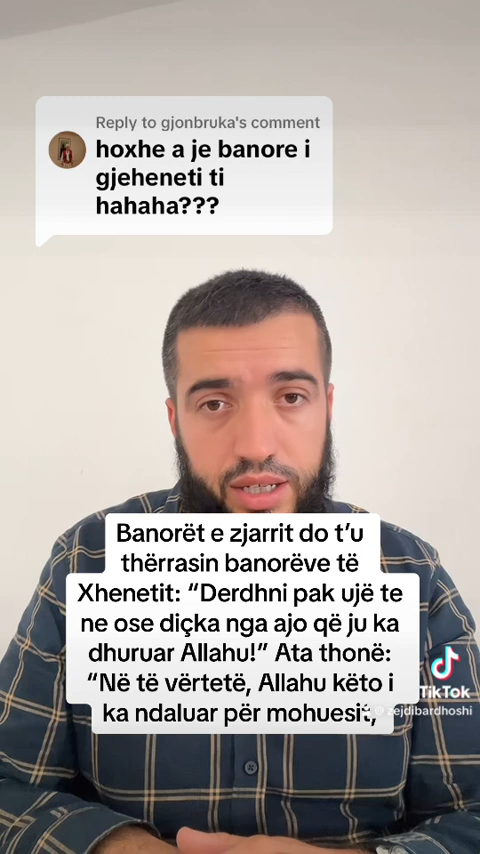 Reply to gjonbruka's comment
hoxhe a je banore i
gjeheneti ti
hahaha???
Banorët e zjarrit do t’u
thërrasin banorëve të
Xhenetit: “Derdhni pak ujë te
ne ose diçka nga ajo që ju ka
dhuruar Allahu!” Ata thonë:
“Në të vërtetë, Allahu këto i
ka ndaluar për mohuesit,
TikTok
@zejdibardhoshi